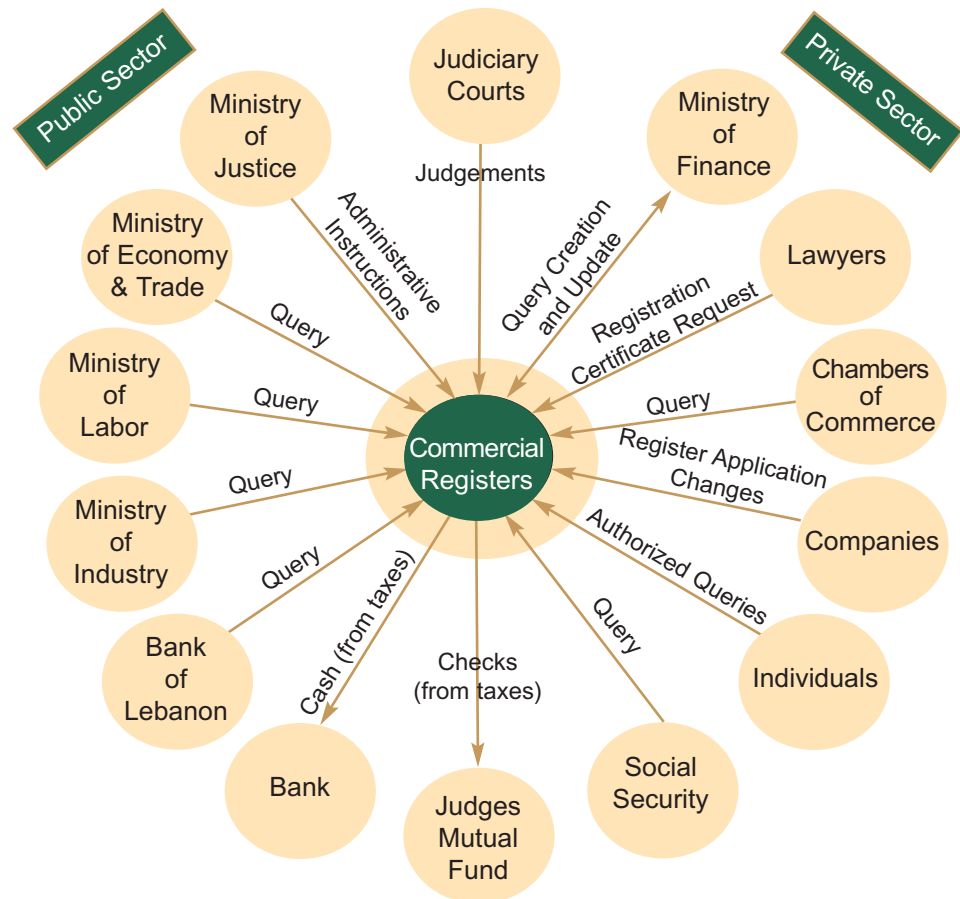 Public Sector
Private Sector
Judiciary
Courts
Ministry
of
Justice
Ministry
of
Finance
Judgements
Administrative
Instructions
Query Creation
and Update
Ministry
of Economy
& Trade
Lawyers
Query
Registration
Certificate Request
Ministry
of
Labor
Query
Chambers
of
Commerce
Query
Commercial
Registers
Register Application
Changes
Ministry
of
Industry
Query
Companies
Authorized Queries
Bank
of
Lebanon
Query
Individuals
Query
Cash (from taxes)
Checks
(from taxes)
Bank
Judges
Mutual
Fund
Social
Security